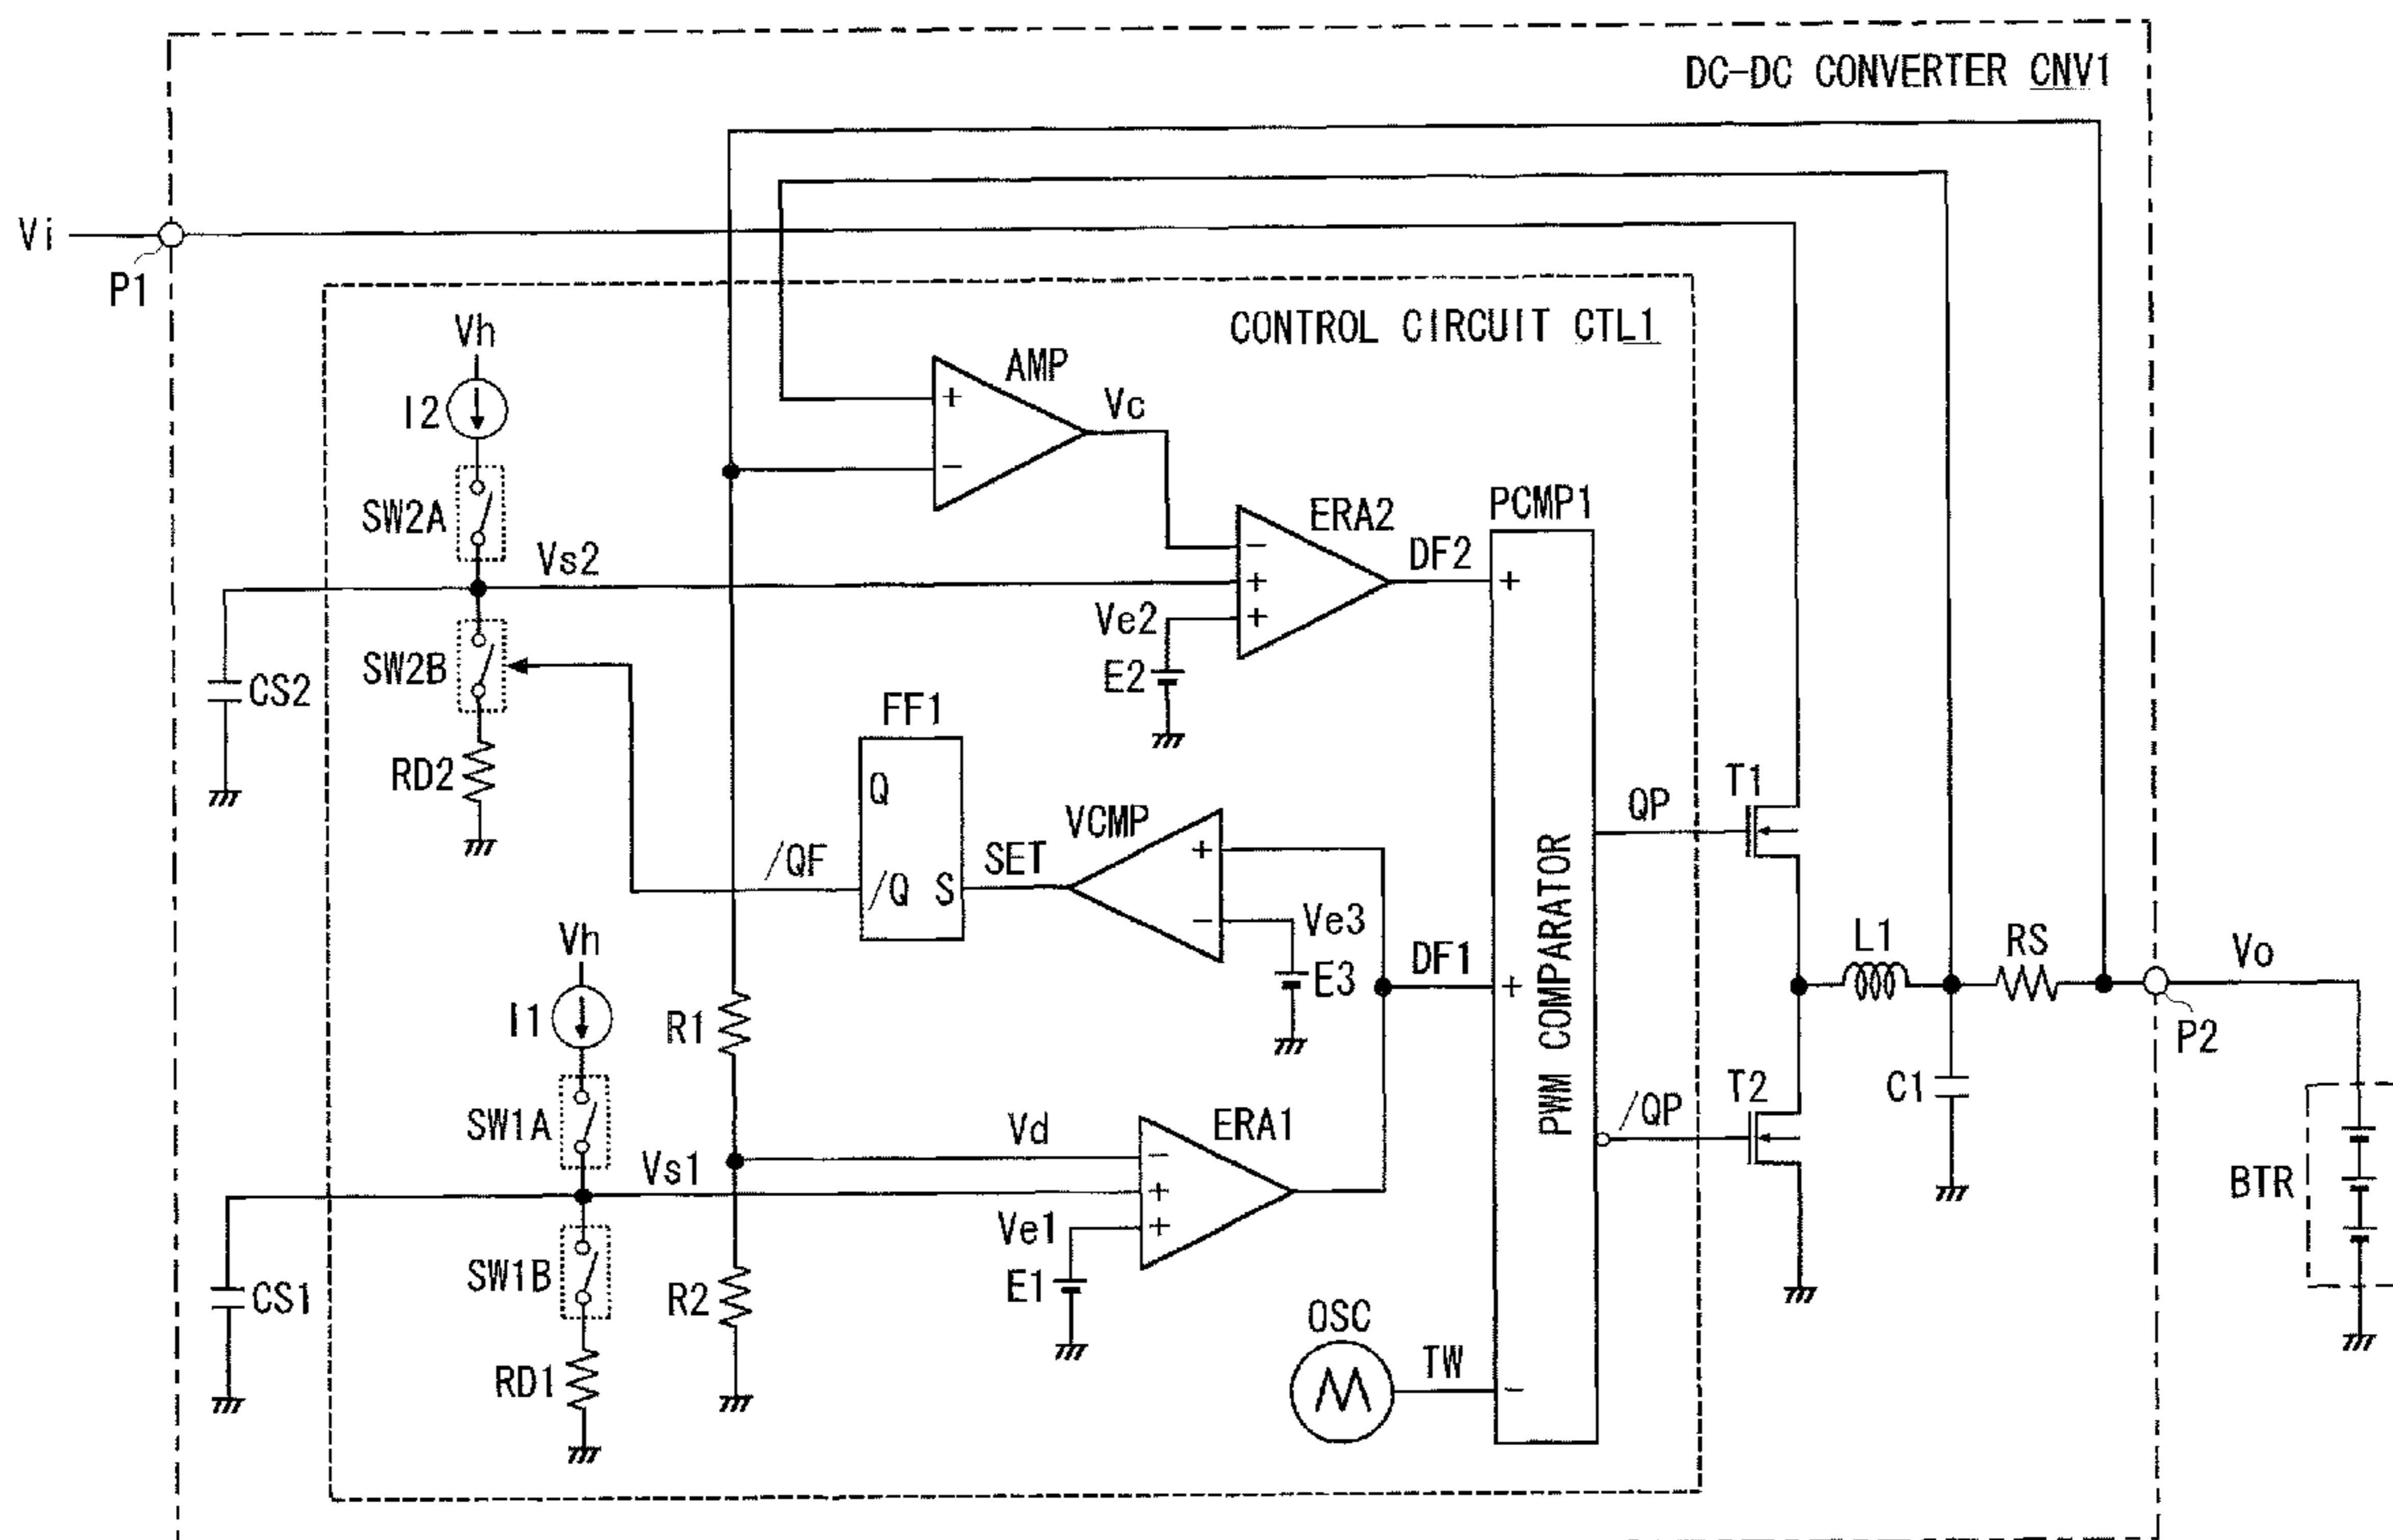 DC-DC CONVERTER CNV1
Vi
P1
CONTROL CIRCUIT CTL1
Vh
I2
AMP
+
-
Vc
SW2A
ERA2
PCMP1
Vs2
-
+
+
DF2
+
Ve2
SW2B
E2
CS2
FF1
RD2
Q
T1
VCMP
QP
/QF
SET
+
/Q S
-
Ve3
PWM COMPARATOR
Vh
DF1
+
L1
RS
Vo
E3
I1
R1
P2
C1
T2
SW1A
Vd
ERA1
/QP
Vs1
-
+
+
BTR
Ve1
SW1B
E1
CS1
R2
OSC
RD1
TW
-